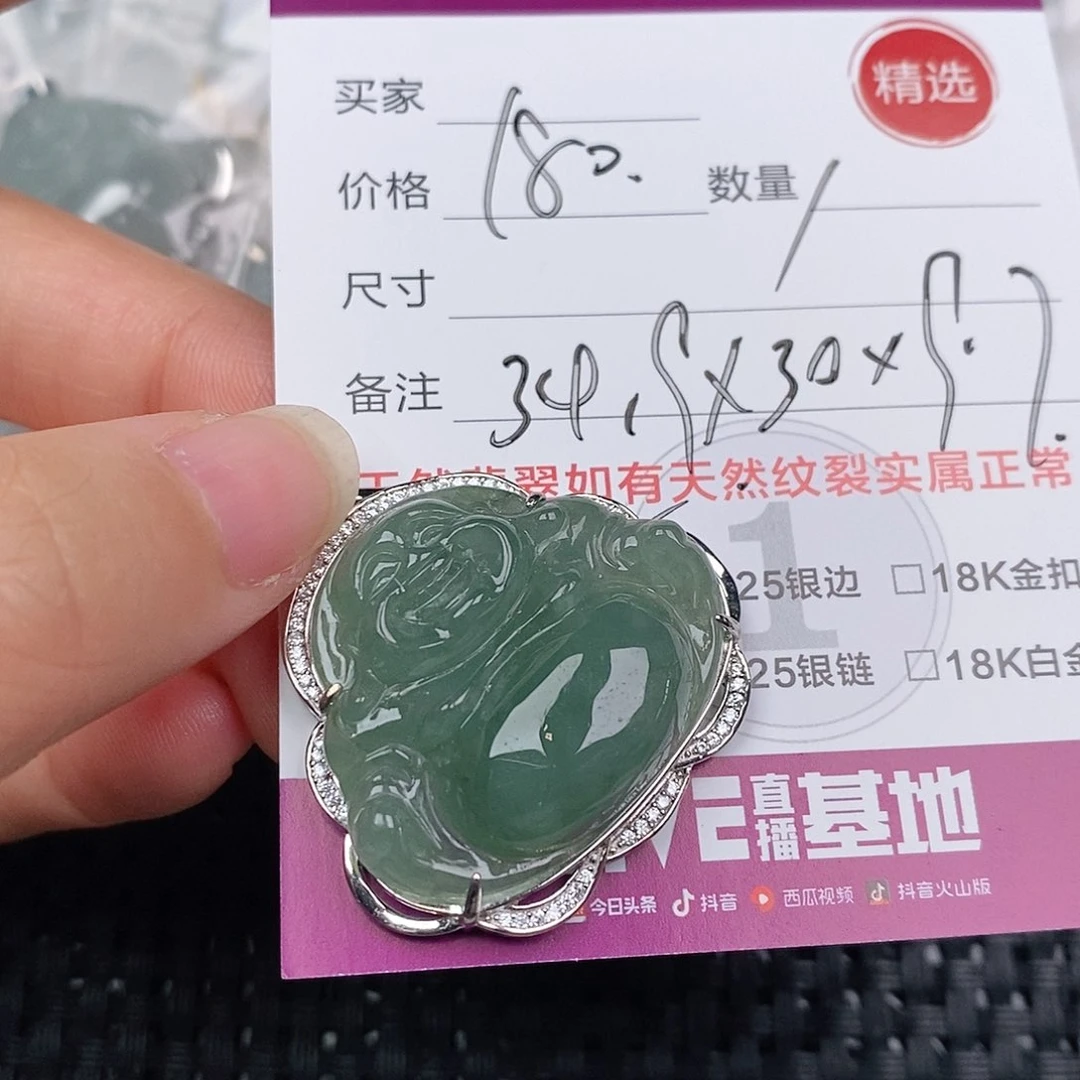 精选
买家
价格 180. 数量 1
尺寸
备注 34.5x30x5.7
天然翡翠如有天然纹裂实属正常
1
25银边 □18K金扣
25银链 □18K白金
直播基地
今日头条 抖音 西瓜视频 抖音火山版